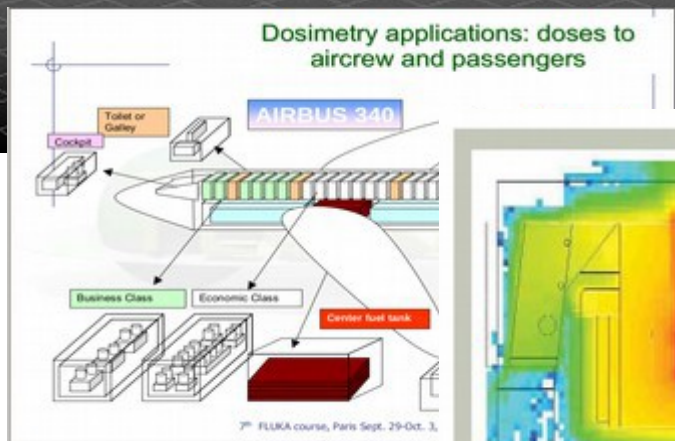 Dosimetry applications: doses to
aircrew and passengers
AIRBUS 340
Toilet or
Galley
Cockpit
Business Class
Economic Class
Center fuel tank
7th FLUKA course, Paris Sept. 29-Oct. 3,